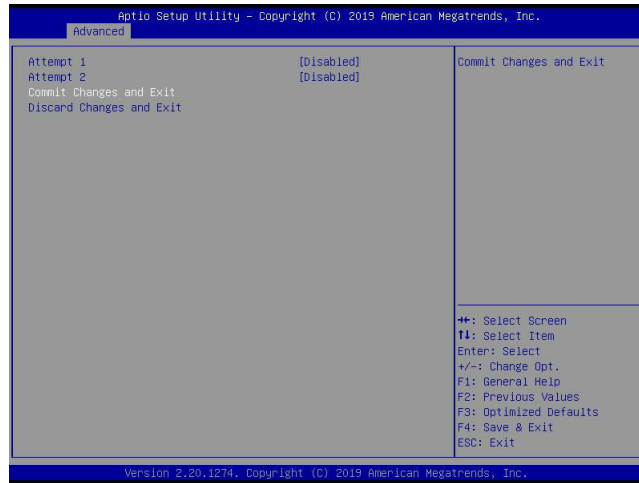 Aptio Setup Utility – Copyright (C) 2019 American Megatrends, Inc.
Advanced
Attempt 1 [Disabled]
Attempt 2 [Disabled]
Commit Changes and Exit
Discard Changes and Exit
Commit Changes and Exit
→←: Select Screen
↑↓: Select Item
Enter: Select
+/-: Change Opt.
F1: General Help
F2: Previous Values
F3: Optimized Defaults
F4: Save & Exit
ESC: Exit
Version 2.20.1274. Copyright (C) 2019 American Megatrends, Inc.